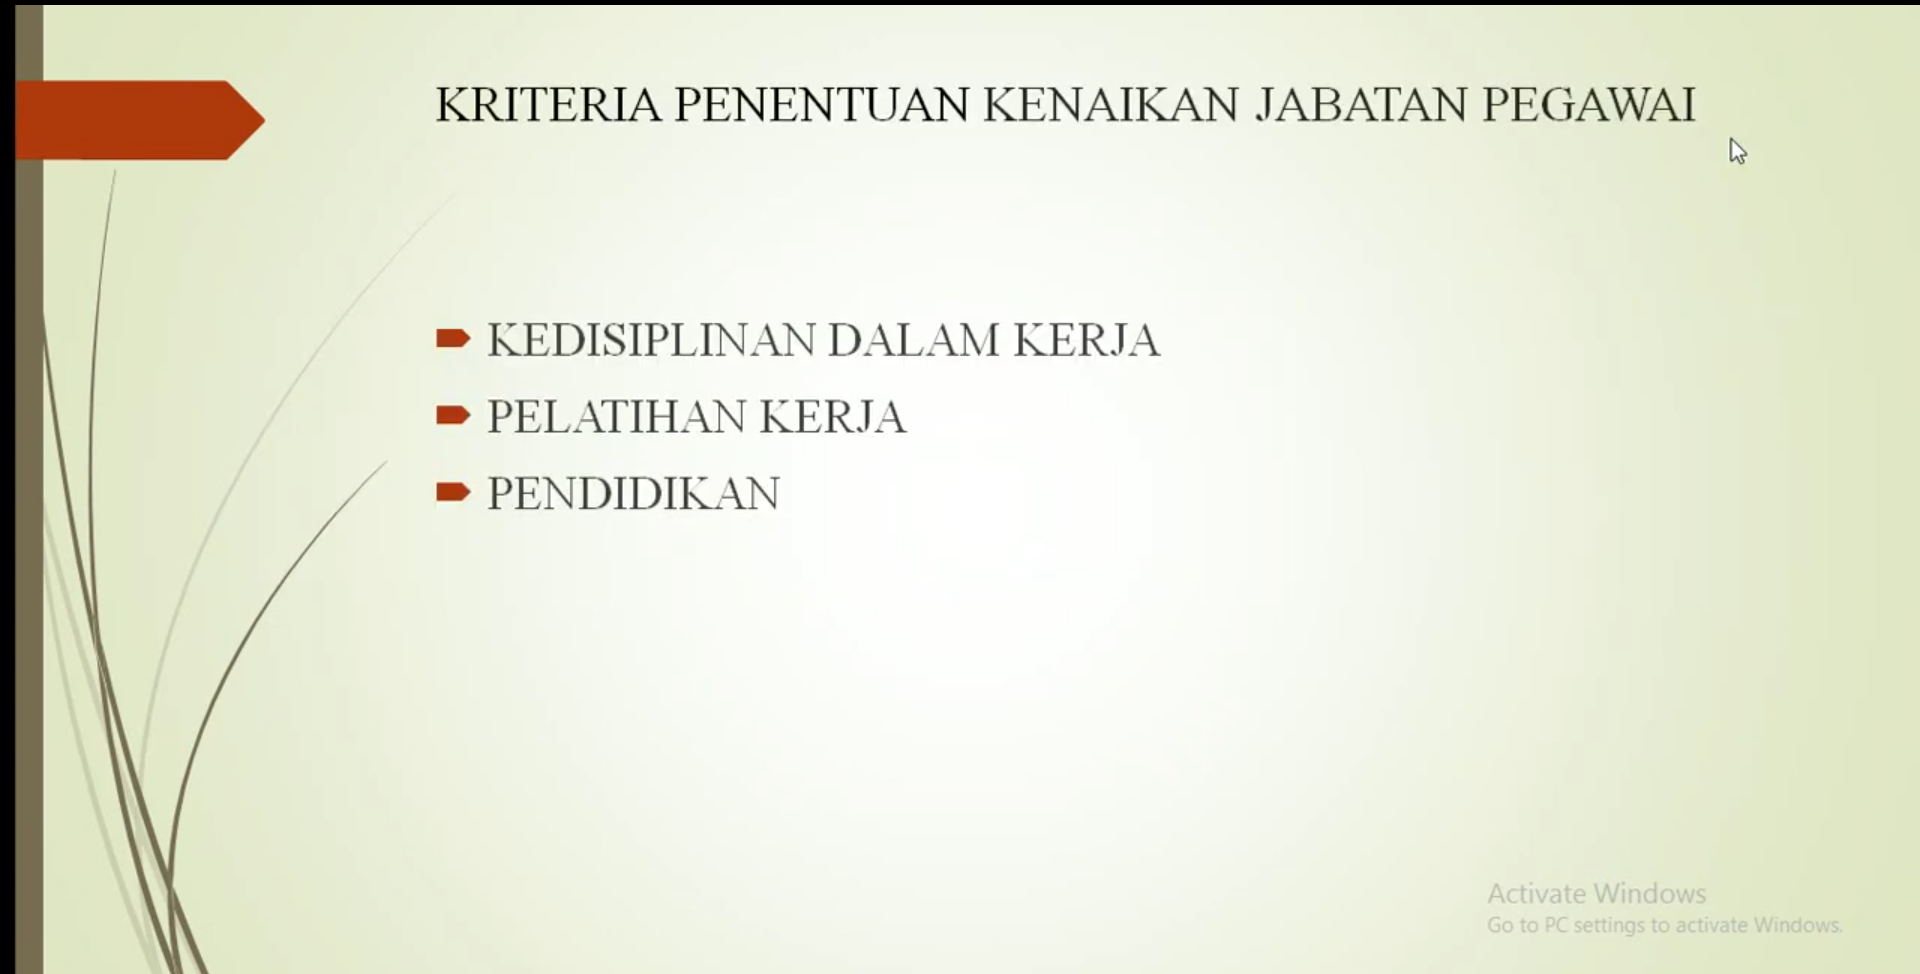 KRITERIA PENENTUAN KENAIKAN JABATAN PEGAWAI
KEDISIPLINAN DALAM KERJA
PELATIHAN KERJA
PENDIDIKAN
Activate Windows
Go to PC settings to activate Windows.